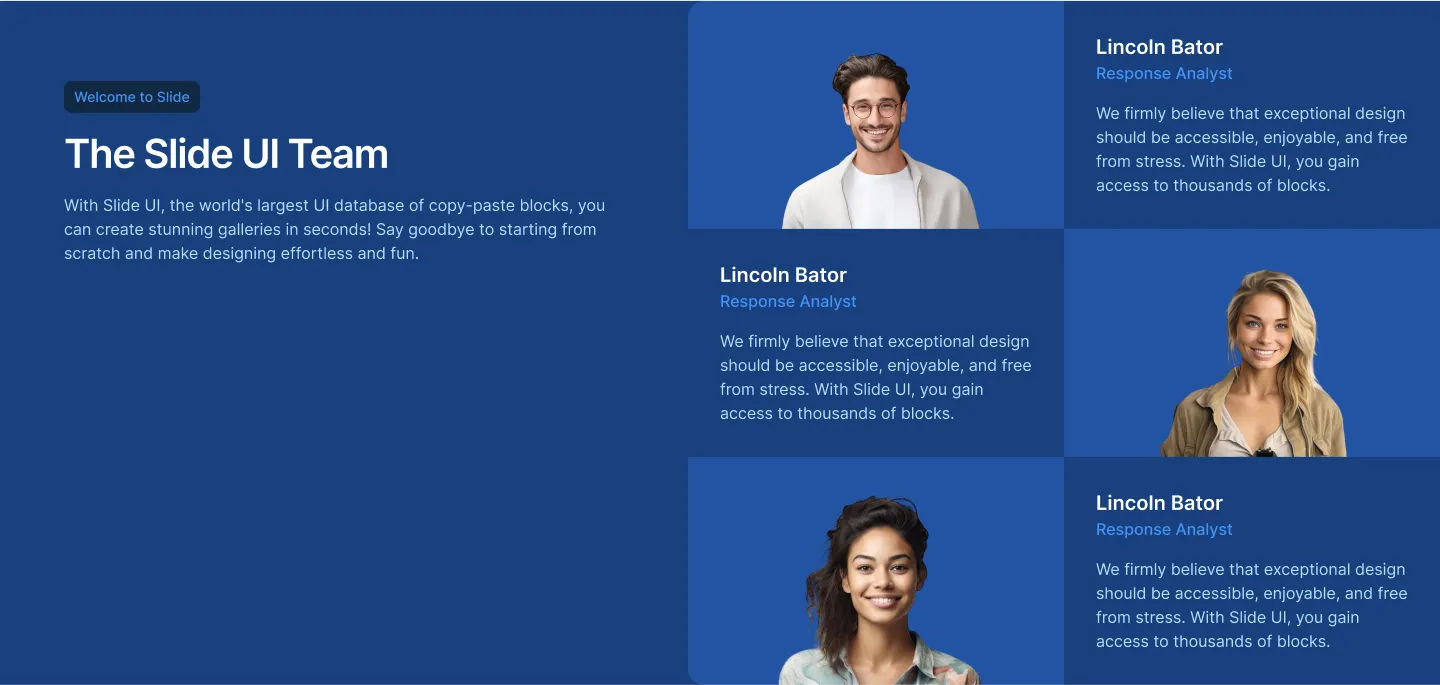 Welcome to Slide
The Slide UI Team
With Slide UI, the world's largest UI database of copy-paste blocks, you
can create stunning galleries in seconds! Say goodbye to starting from
scratch and make designing effortless and fun.
Lincoln Bator
Response Analyst
We firmly believe that exceptional design
should be accessible, enjoyable, and free
from stress. With Slide UI, you gain
access to thousands of blocks.
Lincoln Bator
Response Analyst
We firmly believe that exceptional design
should be accessible, enjoyable, and free
from stress. With Slide UI, you gain
access to thousands of blocks.
Lincoln Bator
Response Analyst
We firmly believe that exceptional design
should be accessible, enjoyable, and free
from stress. With Slide UI, you gain
access to thousands of blocks.